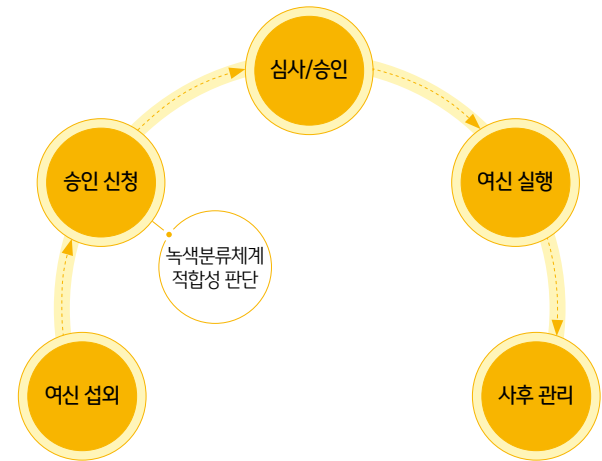 여신 섭외
승인 신청
녹색분류체계
적합성 판단
심사/승인
여신 실행
사후 관리